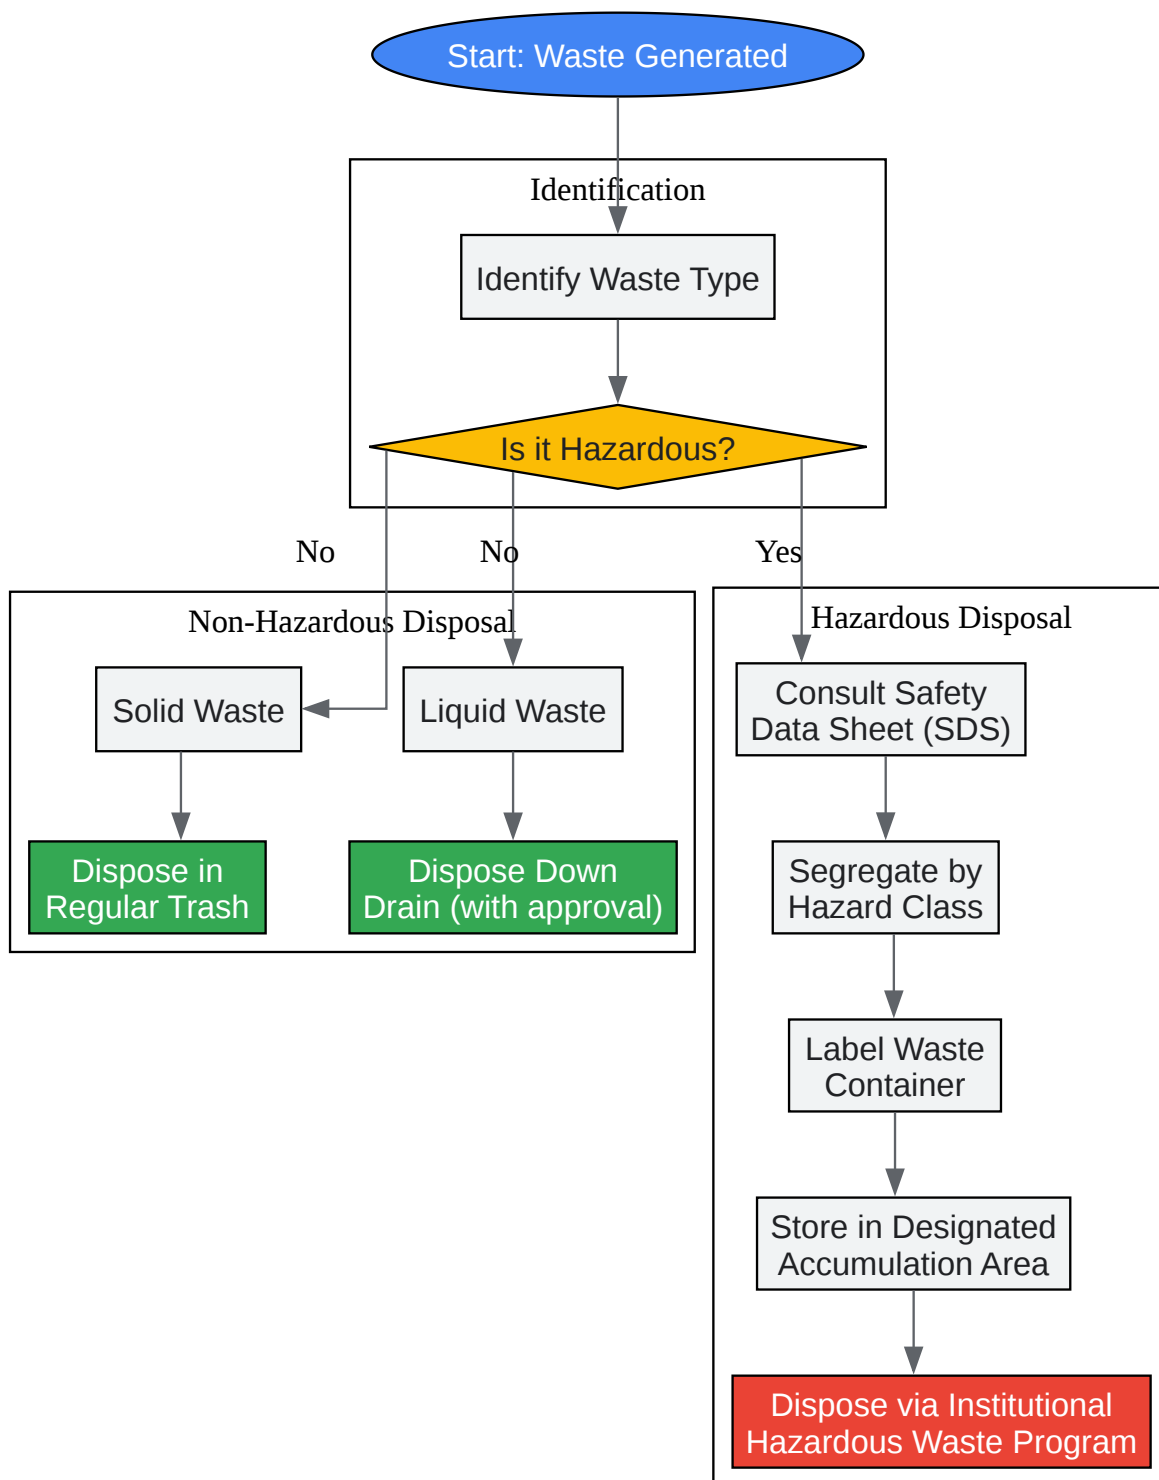 Start: Waste Generated
Identification
Identify Waste Type
Is it Hazardous?
No
No
Yes
Non-Hazardous Disposal
Solid Waste
Liquid Waste
Dispose in
Regular Trash
Dispose Down
Drain (with approval)
Hazardous Disposal
Consult Safety
Data Sheet (SDS)
Segregate by
Hazard Class
Label Waste
Container
Store in Designated
Accumulation Area
Dispose via Institutional
Hazardous Waste Program